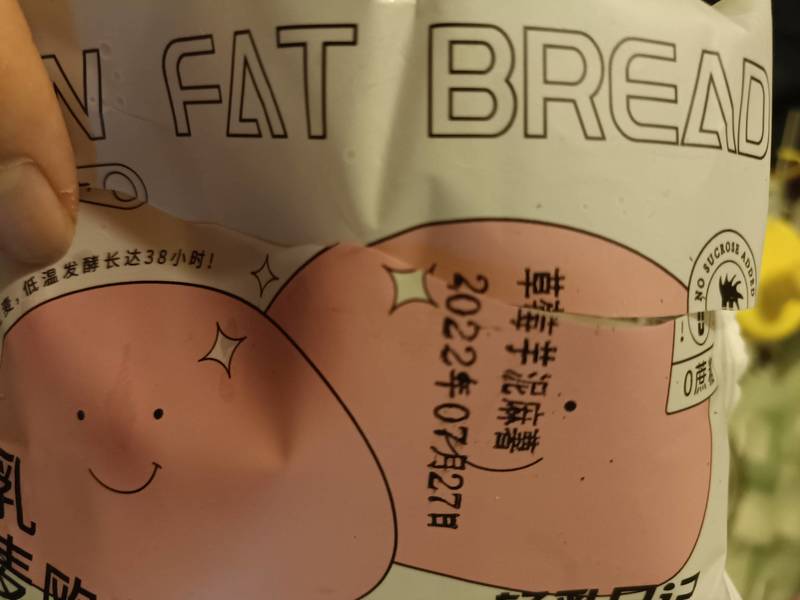 N FAT BREAD
低温发酵长达38小时!
NO SUCROSE ADDED
0蔗
草莓芋泥麻薯
2022年07月27日
乳
麦